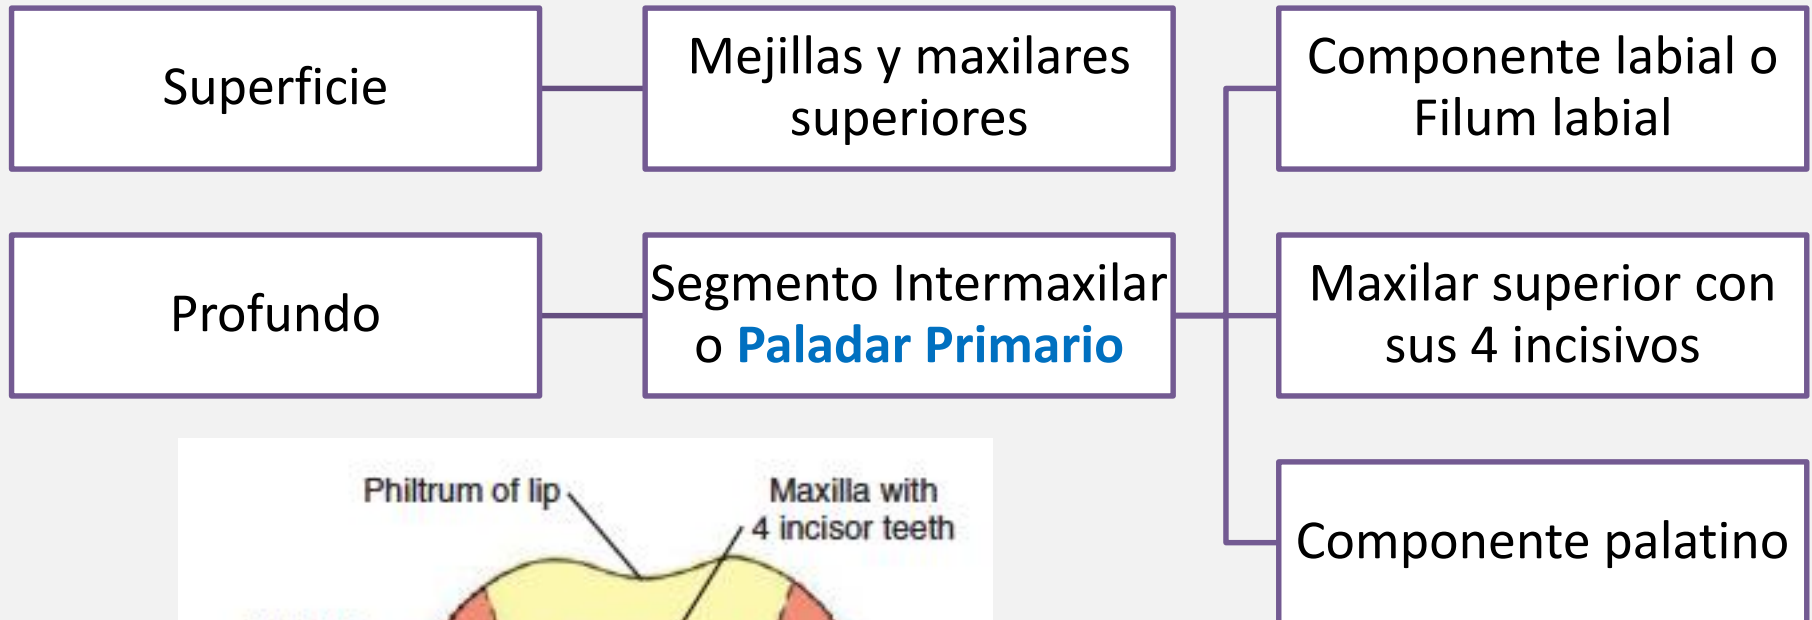 Superficie
Mejillas y maxilares
superiores
Componente labial o
Filum labial
Profundo
Segmento Intermaxilar
o Paladar Primario
Maxilar superior con
sus 4 incisivos
Componente palatino
Philtrum of lip
Maxilla with
4 incisor teeth